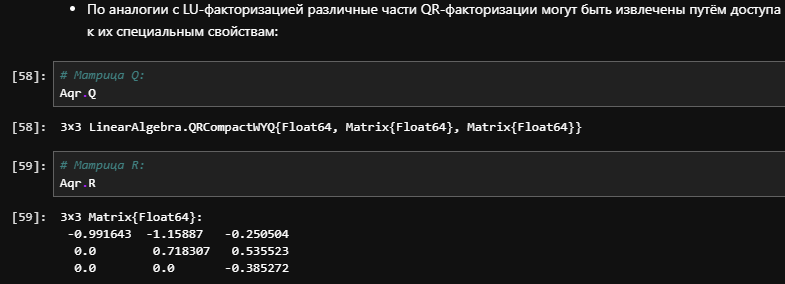 • По аналогии с LU-факторизацией различные части QR-факторизации могут быть извлечены путём доступа
к их специальным свойствам:
[58]: # Матрица Q:
Aqr.Q
[58]: 3×3 LinearAlgebra.QRCompactWYQ{Float64, Matrix{Float64}, Matrix{Float64}}
[59]: # Матрица R:
Aqr.R
[59]: 3×3 Matrix{Float64}:
-0.991643 -1.15887 -0.250504
0.0 0.718307 0.535523
0.0 0.0 -0.385272